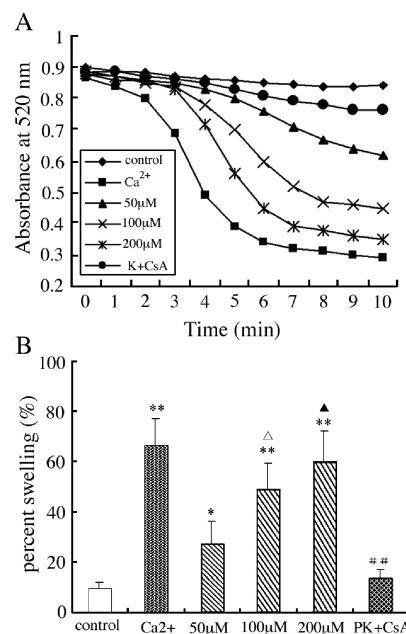 A
Absorbance at 520 nm
0.9
0.8
0.7
0.6
0.5
0.4
0.3
0.2
control
Ca2+
50μM
100μM
200μM
K+CsA
0 1 2 3 4 5 6 7 8 9 10
Time (min)
B
percent swelling (%)
100
80
60
40
20
0
**
*
△
**
▲
**
##
control Ca2+ 50μM 100μM 200μM PK+CsA